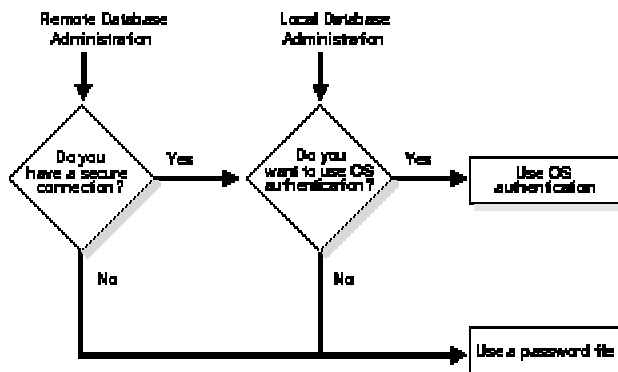 Remote Database
Administration
Local Database
Administration
Do you
have a secure
connection?
Yes
Do you
want to use OS
authentication?
Yes
Use OS
authentication
No
No
Use a password file